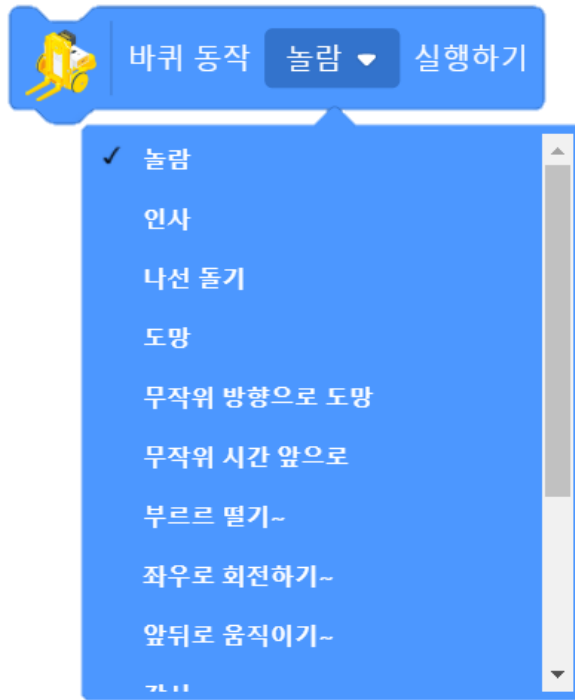 바퀴 동작 놀람 실행하기
놀람
인사
나선 돌기
도망
무작위 방향으로 도망
무작위 시간 앞으로
부르르 떨기~
좌우로 회전하기~
앞뒤로 움직이기~